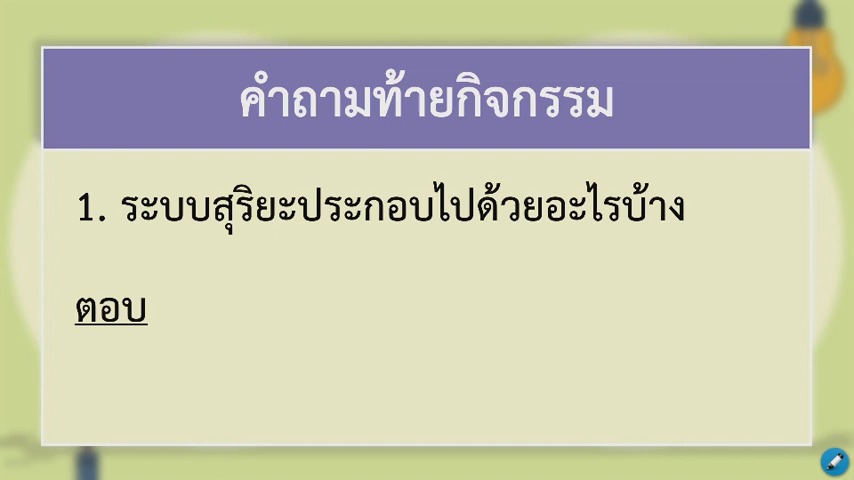 คำถามท้ายกิจกรรม
1. ระบบสุริยะประกอบไปด้วยอะไรบ้าง
ตอบ